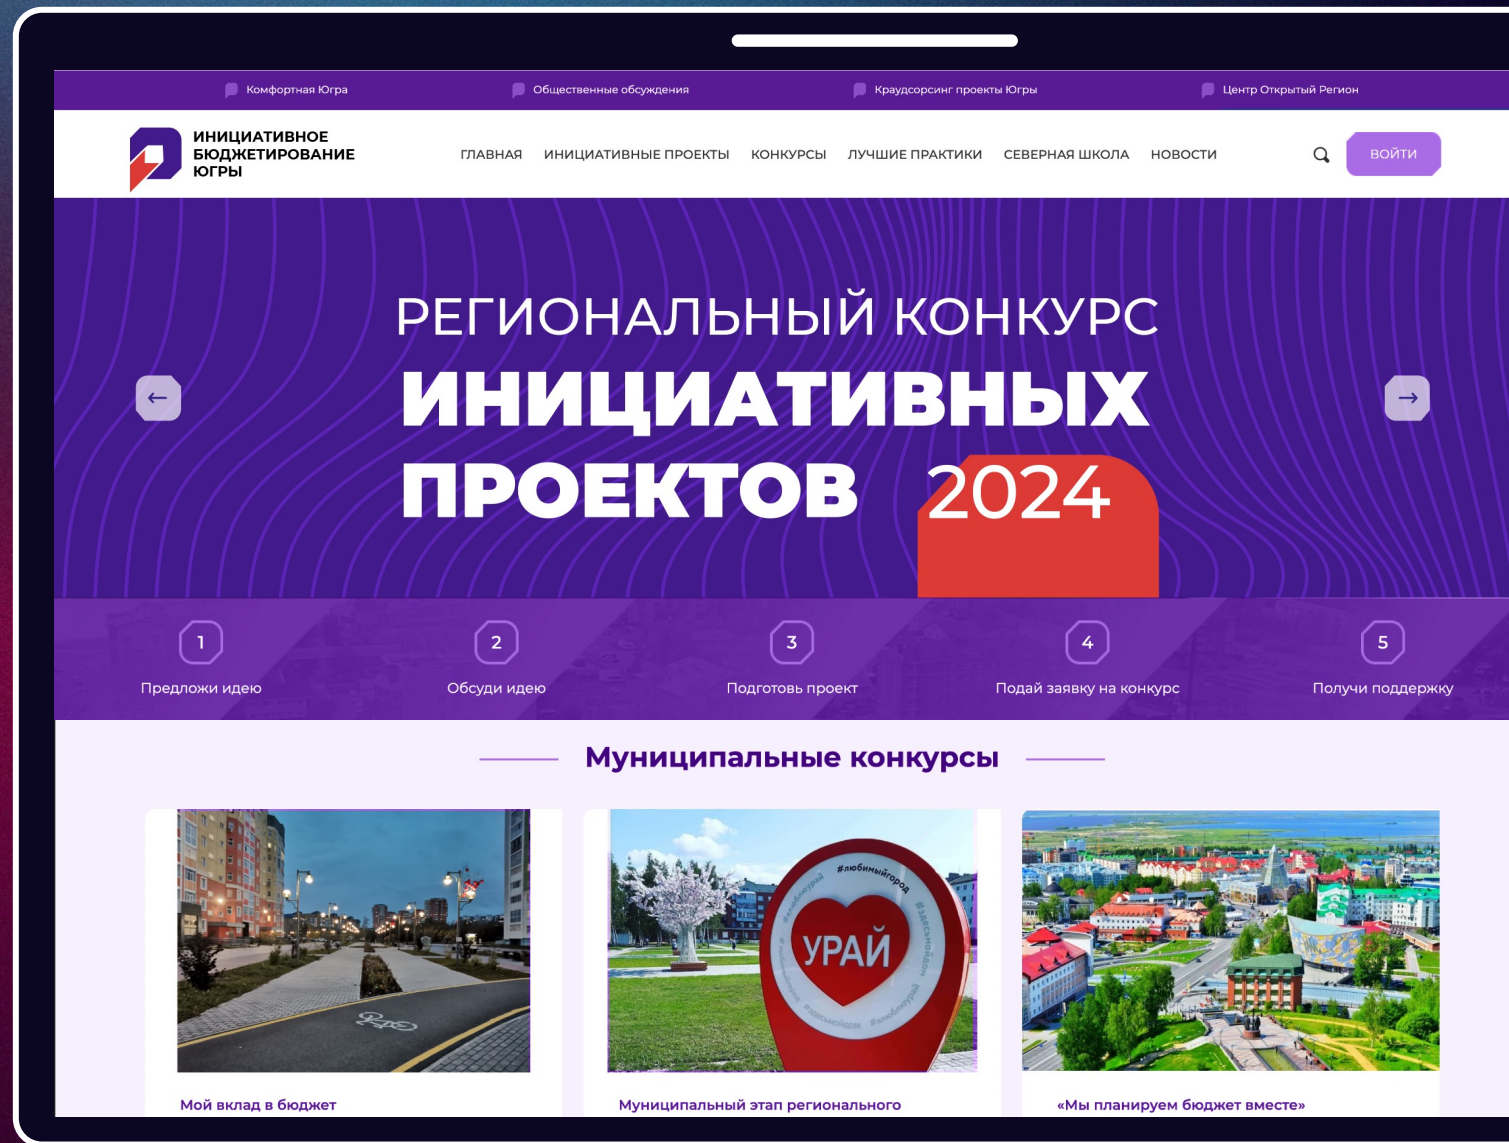 Комфортная Югра
Общественные обсуждения
Краудсорсинг проекты Югры
Центр Открытый Регион
ИНИЦИАТИВНОЕ
БЮДЖЕТИРОВАНИЕ
ЮГРЫ
ГЛАВНАЯ
ИНИЦИАТИВНЫЕ ПРОЕКТЫ
КОНКУРСЫ
ЛУЧШИЕ ПРАКТИКИ
СЕВЕРНАЯ ШКОЛА
НОВОСТИ
ВОЙТИ
РЕГИОНАЛЬНЫЙ КОНКУРС
ИНИЦИАТИВНЫХ
ПРОЕКТОВ 2024
1
Предложи идею
2
Обсуди идею
3
Подготовь проект
4
Подай заявку на конкурс
5
Получи поддержку
Муниципальные конкурсы
#любимыйгород
#здесьмойдом
#ялюблюурай
УРАЙ
Мой вклад в бюджет
Муниципальный этап регионального
«Мы планируем бюджет вместе»